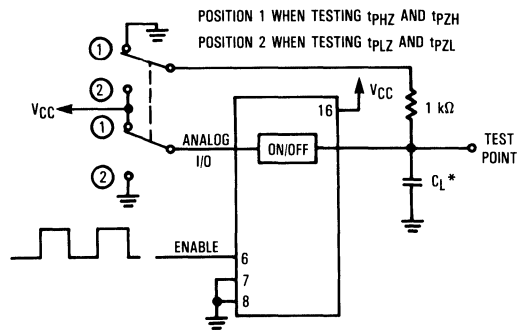 POSITION 1 WHEN TESTING tPHZ AND tPZH
POSITION 2 WHEN TESTING tPLZ AND tPZL
1
2
VCC
1
2
VCC
16
1 kΩ
ANALOG
I/O
ON/OFF
TEST
POINT
CL*
ENABLE
6
7
8